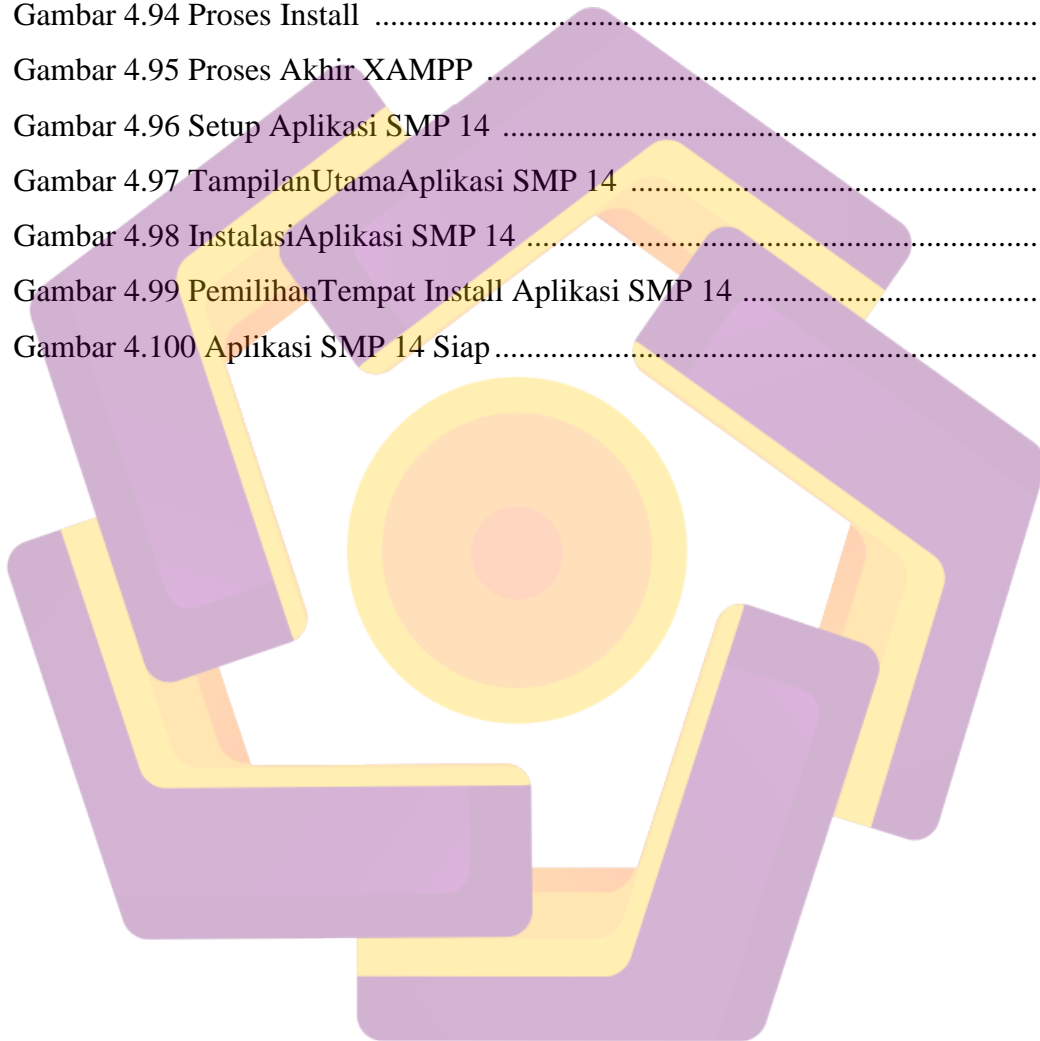 Gambar 4.94 Proses Install ..........................................................................................
Gambar 4.95 Proses Akhir XAMPP ..........................................................................
Gambar 4.96 Setup Aplikasi SMP 14 ........................................................................
Gambar 4.97 TampilanUtamaAplikasi SMP 14 .......................................................
Gambar 4.98 InstalasiAplikasi SMP 14 .....................................................................
Gambar 4.99 PemilihanTempat Install Aplikasi SMP 14 ........................................
Gambar 4.100 Aplikasi SMP 14 Siap ..........................................................................